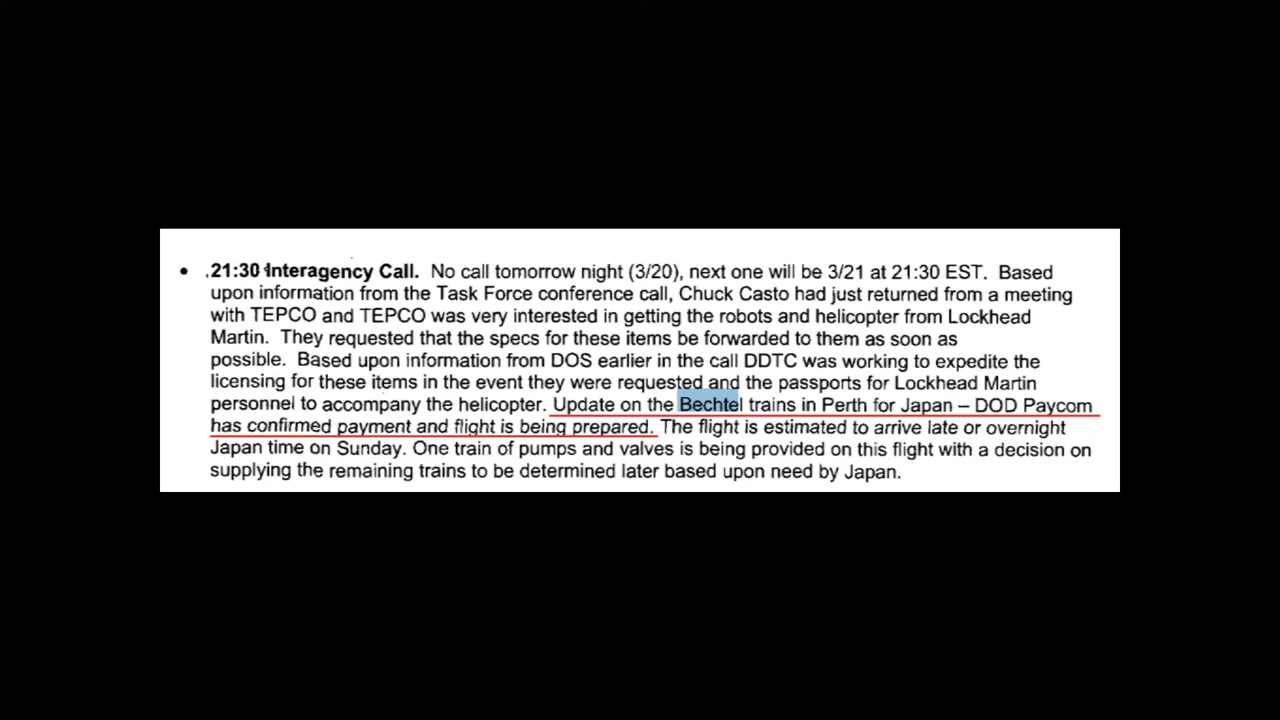 • .21:30 Interagency Call. No call tomorrow night (3/20), next one will be 3/21 at 21:30 EST. Based
upon information from the Task Force conference call, Chuck Casto had just returned from a meeting
with TEPCO and TEPCO was very interested in getting the robots and helicopter from Lockhead
Martin. They requested that the specs for these items be forwarded to them as soon as
possible. Based upon information from DOS earlier in the call DDTC was working to expedite the
licensing for these items in the event they were requested and the passports for Lockhead Martin
personnel to accompany the helicopter. Update on the Bechtel trains in Perth for Japan – DOD Paycom
has confirmed payment and flight is being prepared. The flight is estimated to arrive late or overnight
Japan time on Sunday. One train of pumps and valves is being provided on this flight with a decision on
supplying the remaining trains to be determined later based upon need by Japan.